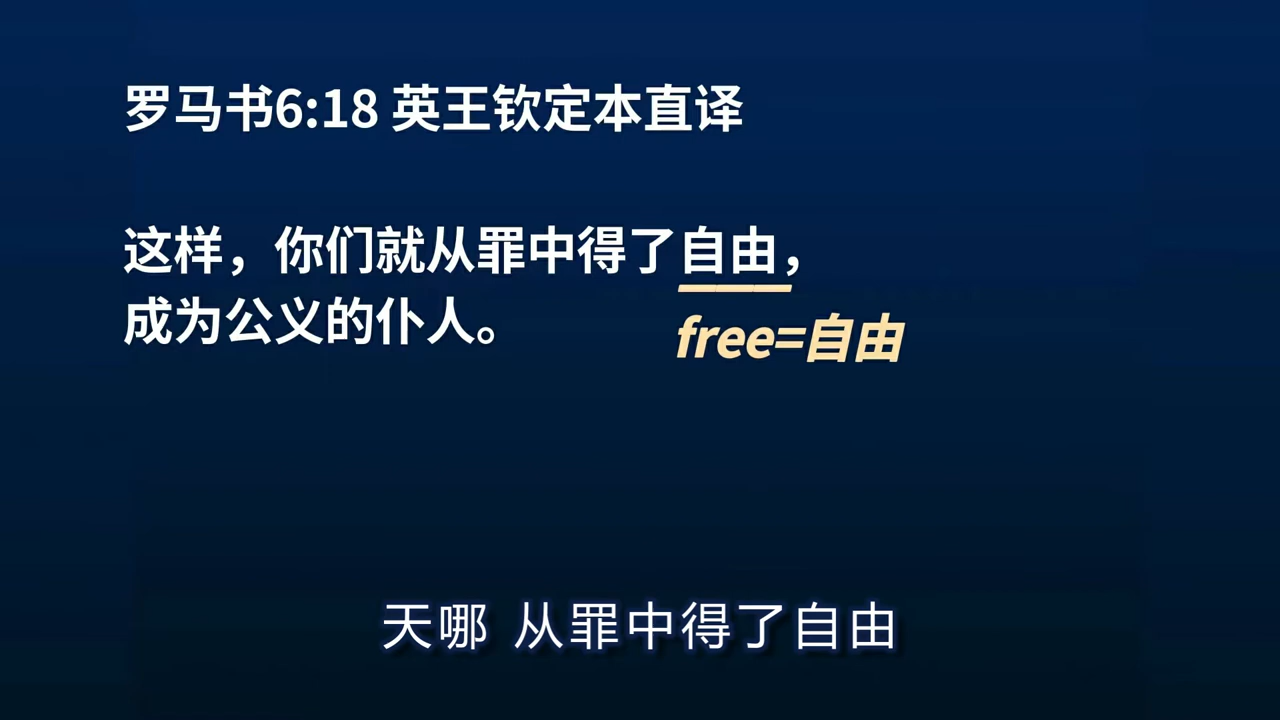 罗马书6:18 英王钦定本直译
这样，你们就从罪中得了自由，
成为公义的仆人。
free=自由
天哪 从罪中得了自由